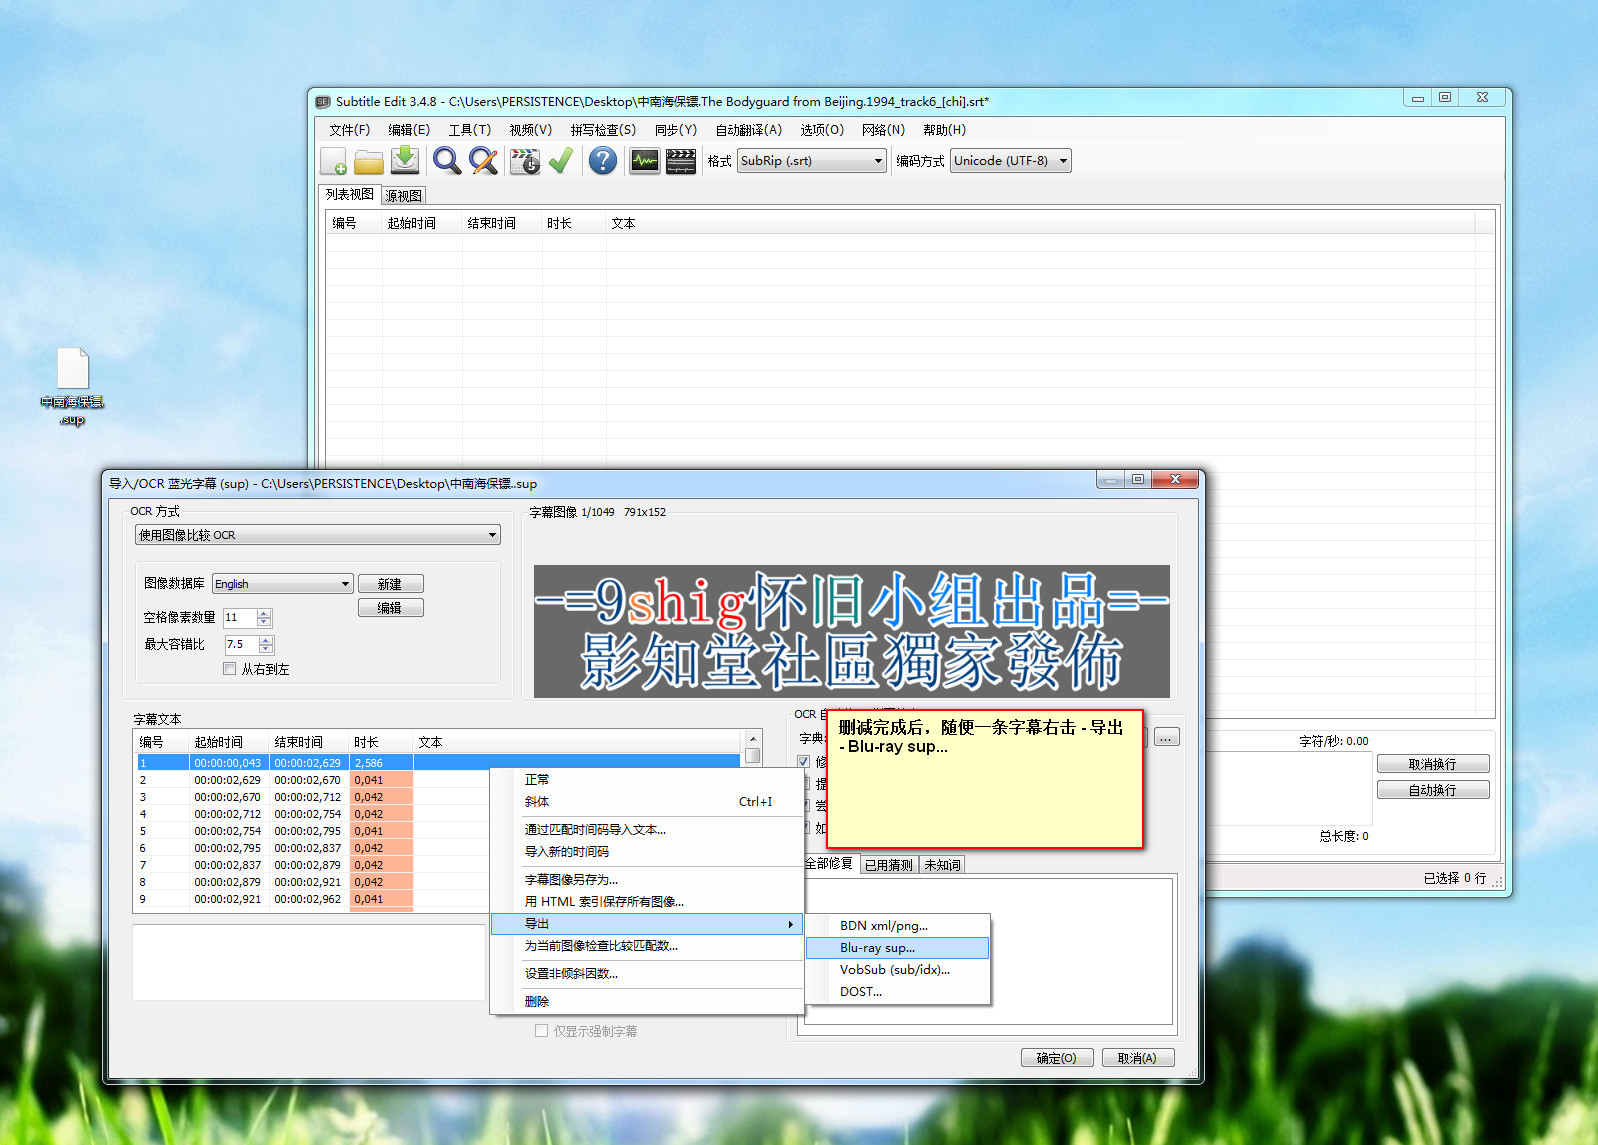 Subtitle Edit 3.4.8 - C:\Users\PERSISTENCE\Desktop\中南海保镖.The Bodyguard from Beijing.1994_track6_[chi].srt*
文件(F) 编辑(E) 工具(T) 视频(V) 拼写检查(S) 同步(Y) 自动翻译(A) 选项(O) 网络(N) 帮助(H)
格式 SubRip (.srt) 编码方式 Unicode (UTF-8)
列表视图 源视图
编号 起始时间 结束时间 时长 文本
中南海保镖.
.sup
导入/OCR 蓝光字幕 (sup) - C:\Users\PERSISTENCE\Desktop\中南海保镖..sup
OCR 方式
使用图像比较 OCR
图像数据库 English 新建
编辑
空格像素数量 11
最大容错比 7.5
从右到左
字幕图像 1/1049 791x152
-=9shig怀旧小组出品=-
影知堂社區獨家發佈
字幕文本
编号 起始时间 结束时间 时长 文本
1 00:00:00,043 00:00:02,629 2,586
2 00:00:02,629 00:00:02,670 0,041
3 00:00:02,670 00:00:02,712 0,042
4 00:00:02,712 00:00:02,754 0,042
5 00:00:02,754 00:00:02,795 0,041
6 00:00:02,795 00:00:02,837 0,042
7 00:00:02,837 00:00:02,879 0,042
8 00:00:02,879 00:00:02,921 0,042
9 00:00:02,921 00:00:02,962 0,041
正常
斜体 Ctrl+I
通过匹配时间码导入文本...
导入新的时间码
字幕图像另存为...
用 HTML 索引保存所有图像...
导出
为当前图像检查比较匹配数...
设置非倾斜因数...
删除
BDN xml/png...
Blu-ray sup...
VobSub (sub/idx)...
DOST...
仅显示强制字幕
OCR 自
字典
修
提
尝
如
...
删减完成后，随便一条字幕右击 - 导出
- Blu-ray sup...
全部修复 已用猜测 未知词
确定(O) 取消(A)
字符/秒: 0.00
取消换行
自动换行
总长度: 0
已选择 0 行